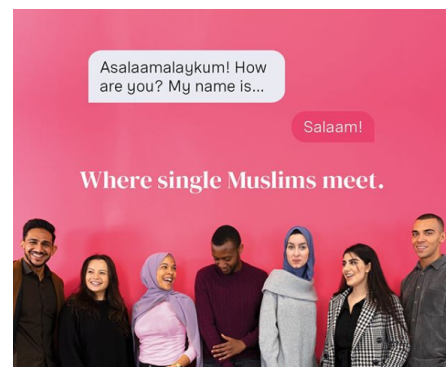 Asalaamalaykum! How
are you? My name is...
Salaam!
Where single Muslims meet.